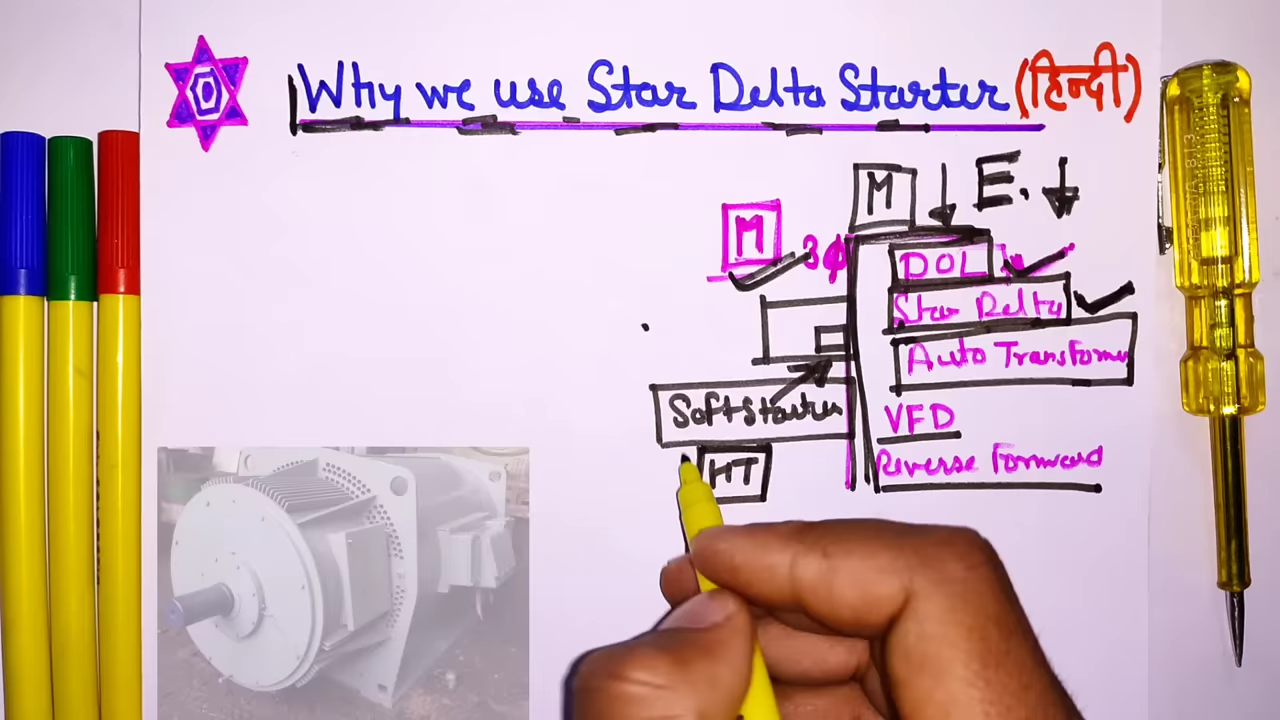 Why we use Star Delta Starter (हिन्दी)
M E.
M 3φ
DOL
Star Delta
Auto Transformer
Soft Starter VFD
HT Reverse Forward